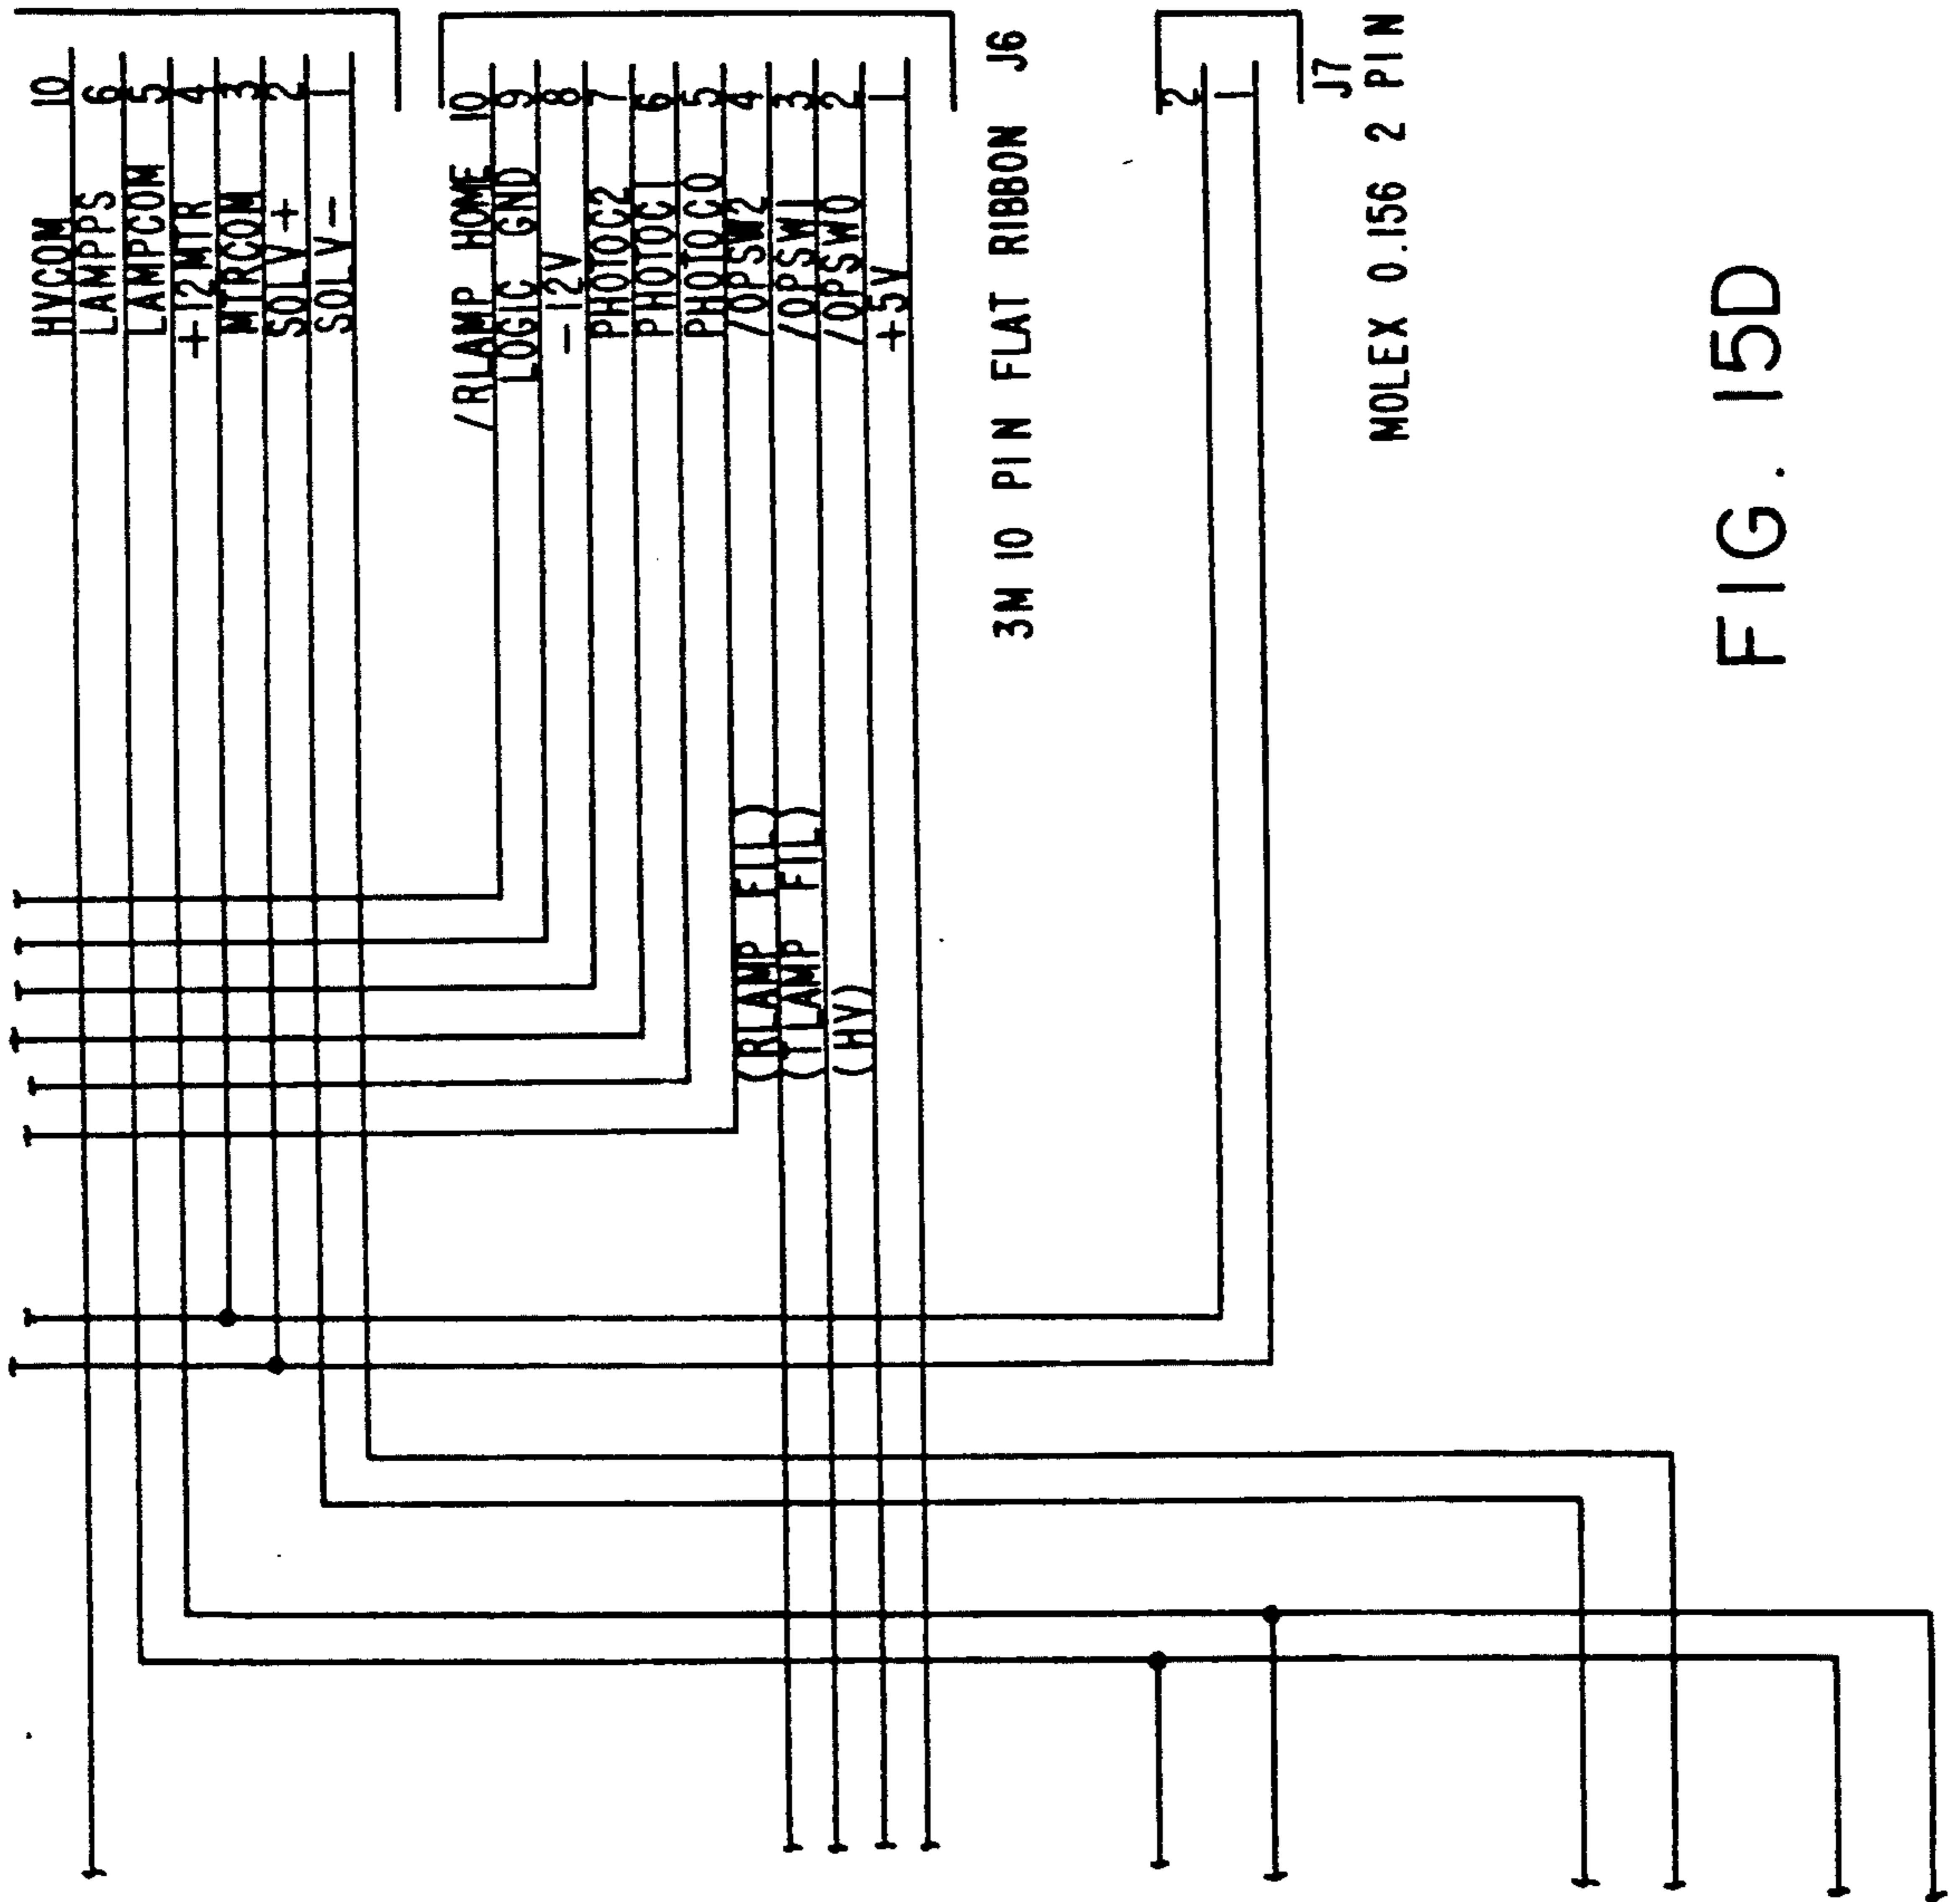 HVCOM 10
LAMPPS 6
LAMPCOM 5
+12MTR 4
MTRCOM 3
SOLV+ 2
SOLV- 1
/RLAMP HOME 10
LOGIC GND 9
-12V 8
PHOTOC2 7
PHOTOC1 6
PHOTOC0 5
(RLAMP FIL) /OPSW2 4
(TLAMP FIL) /OPSW1 3
(HV) /OPSW0 2
+5V 1
3M 10 PIN FLAT RIBBON J6
2
1
J7
MOLEX 0.156 2 PIN
FIG. 15D